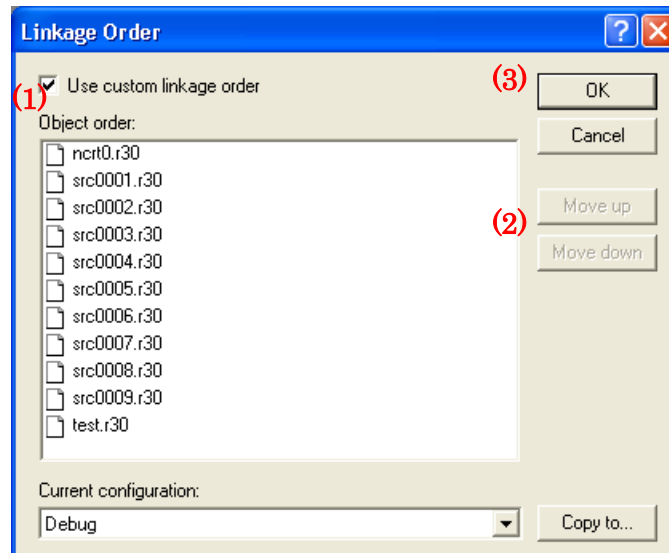 Linkage Order
(1) Use custom linkage order
(3) OK
Object order:
Cancel
ncrt0.r30
src0001.r30
src0002.r30
src0003.r30
src0004.r30
src0005.r30
src0006.r30
src0007.r30
src0008.r30
src0009.r30
test.r30
(2) Move up
Move down
Current configuration:
Debug
Copy to...